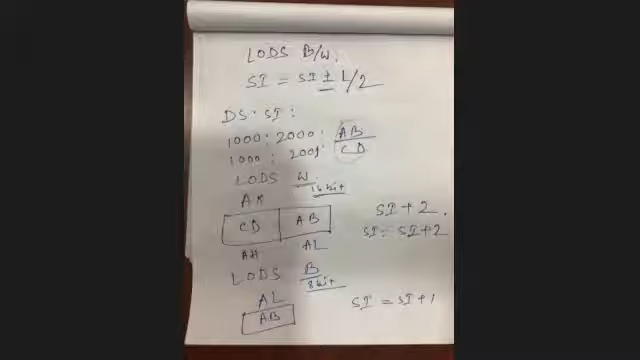 LODS B/W.
SI = SI ± 1/2
DS: SI:
1000: 2000: AB
1000: 2001: CD
LODS W
16 bit
AX
CD AB
AH AL
SI + 2.
SI = SI + 2
LODS B
8 bit
AL
AB
SI = SI + 1